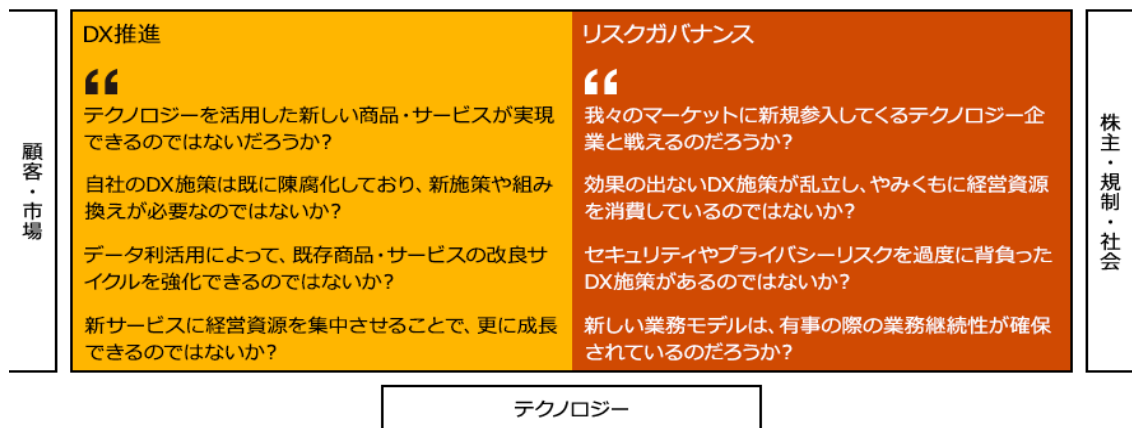 顧客・市場
DX推進
テクノロジーを活用した新しい商品・サービスが実現
できるのではないだろうか?
自社のDX施策は既に陳腐化しており、新施策や組み
換えが必要なのではないか?
データ利活用によって、既存商品・サービスの改良サ
イクルを強化できるのではないか?
新サービスに経営資源を集中させることで、更に成長
できるのではないか?
リスクガバナンス
我々のマーケットに新規参入してくるテクノロジー企
業と戦えるのだろうか?
効果の出ないDX施策が乱立し、やみくもに経営資源
を消費しているのではないか?
セキュリティやプライバシーリスクを過度に背負った
DX施策があるのではないか?
新しい業務モデルは、有事の際の業務継続性が確保
されているのだろうか?
株主・規制・社会
テクノロジー